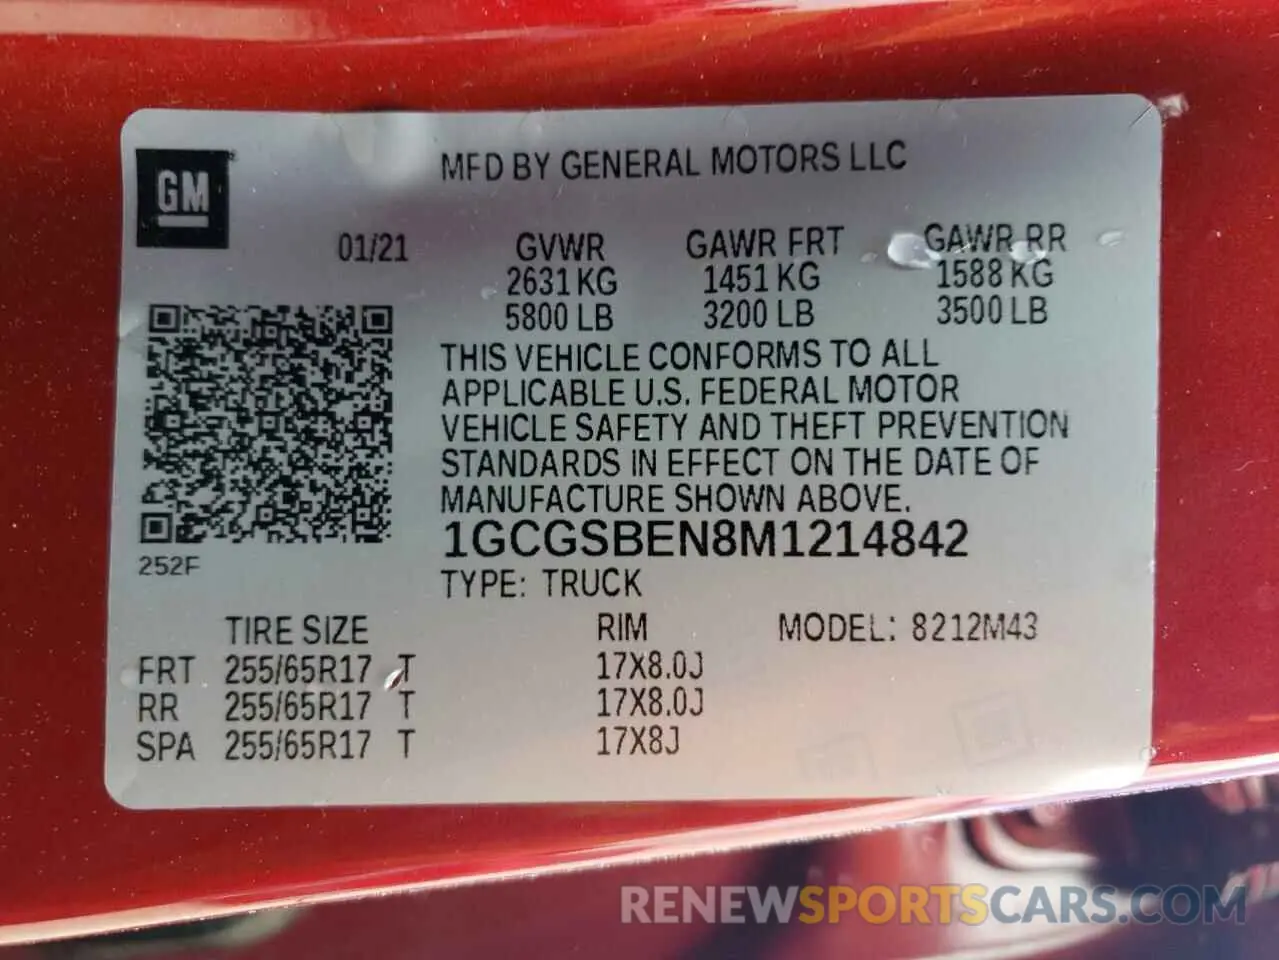 GM
MFD BY GENERAL MOTORS LLC
01/21 GVWR GAWR FRT GAWR RR
2631 KG 1451 KG 1588 KG
5800 LB 3200 LB 3500 LB
THIS VEHICLE CONFORMS TO ALL
APPLICABLE U.S. FEDERAL MOTOR
VEHICLE SAFETY AND THEFT PREVENTION
STANDARDS IN EFFECT ON THE DATE OF
MANUFACTURE SHOWN ABOVE.
1GCGSBEN8M1214842
252F
TYPE: TRUCK
TIRE SIZE RIM MODEL: 8212M43
FRT 255/65R17 T 17X8.0J
RR 255/65R17 T 17X8.0J
SPA 255/65R17 T 17X8J
RENEWSPORTSCARS.COM